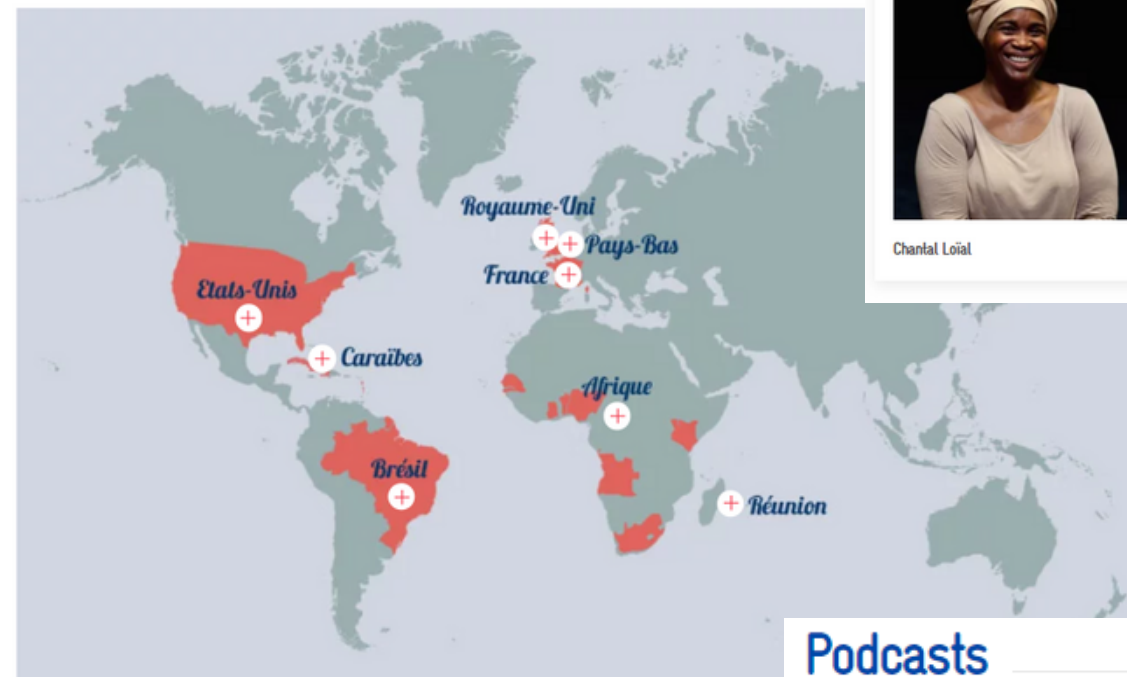 Chantal Loïal
Royaume-Uni
Pays-Bas
France
Etats-Unis
Caraïbes
Afrique
Brésil
Réunion
Podcasts